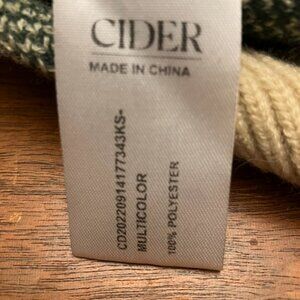 CIDER
MADE IN CHINA
CD20220914177343KS-
MULTICOLOR
100% POLYESTER